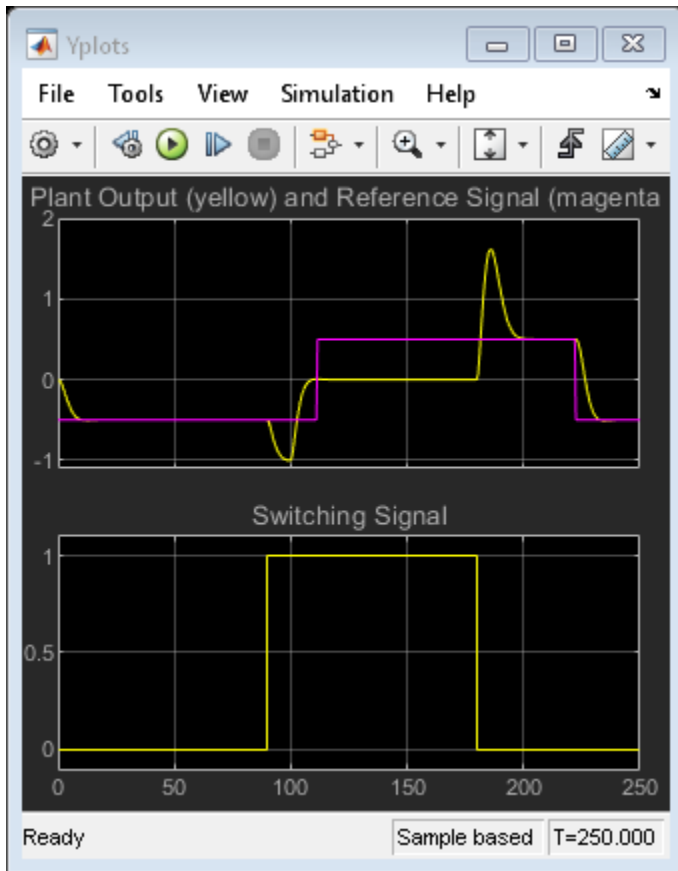 Yplots
File Tools View Simulation Help
Plant Output (yellow) and Reference Signal (magenta
2
1
0
-1
Switching Signal
1
0.5
0
0 50 100 150 200 250
Ready Sample based T=250.000